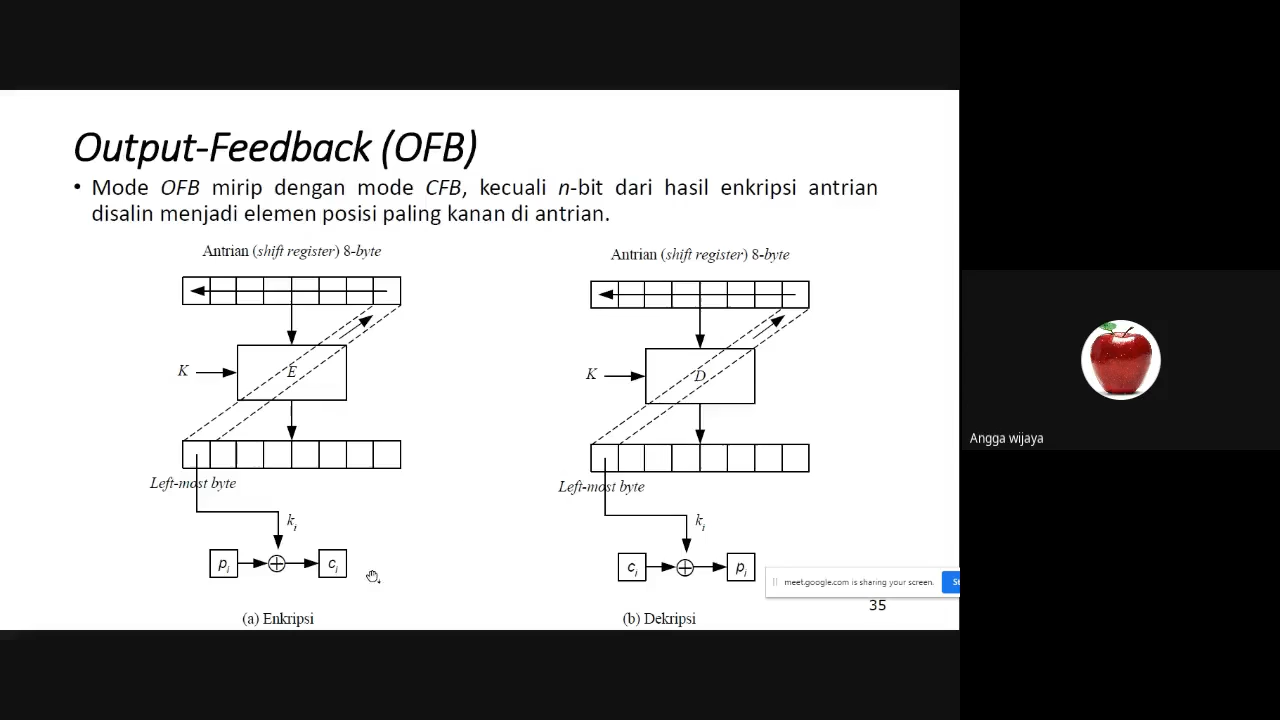 Output-Feedback (OFB)
• Mode OFB mirip dengan mode CFB, kecuali n-bit dari hasil enkripsi antrian
disalin menjadi elemen posisi paling kanan di antrian.
Antrian (shift register) 8-byte
K
E
Left-most byte
ki
pi
ci
(a) Enkripsi
Antrian (shift register) 8-byte
K
D
Left-most byte
ki
ci
pi
(b) Dekripsi
meet.google.com is sharing your screen.
35
Angga wijaya